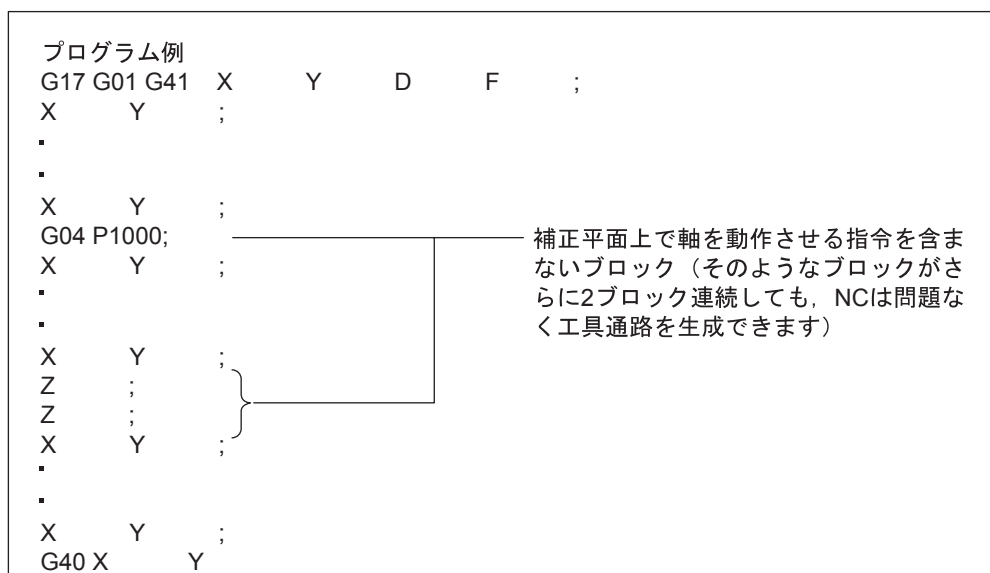 プログラム例
G17 G01 G41 X Y D F ;
X Y ;
.
.
X Y ;
G04 P1000;
X Y ;
.
.
X Y ;
Z ;
Z ;
X Y ;
.
.
X Y ;
G40 X Y
補正平面上で軸を動作させる指令を含ま
ないブロック（そのようなブロックがさ
らに2ブロック連続しても，NCは問題な
く工具通路を生成できます）